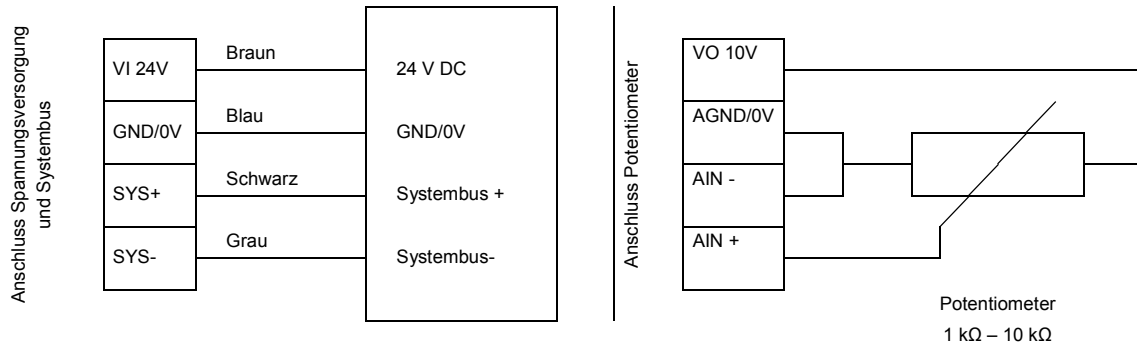 Anschluss Spannungsversorgung
und Systembus
VI 24V
Braun
24 V DC
GND/0V
Blau
GND/0V
SYS+
Schwarz
Systembus +
SYS-
Grau
Systembus-
Anschluss Potentiometer
VO 10V
AGND/0V
AIN -
AIN +
Potentiometer
1 kΩ – 10 kΩ